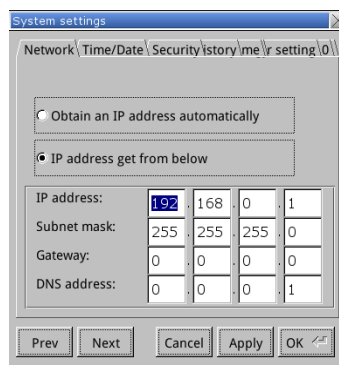 System settings
Network Time/Date Security istory me r setting 0
Obtain an IP address automatically
IP address get from below
IP address: 192 . 168 . 0 . 1
Subnet mask: 255 . 255 . 255 . 0
Gateway: 0 . 0 . 0 . 0
DNS address: 0 . 0 . 0 . 1
Prev Next Cancel Apply OK